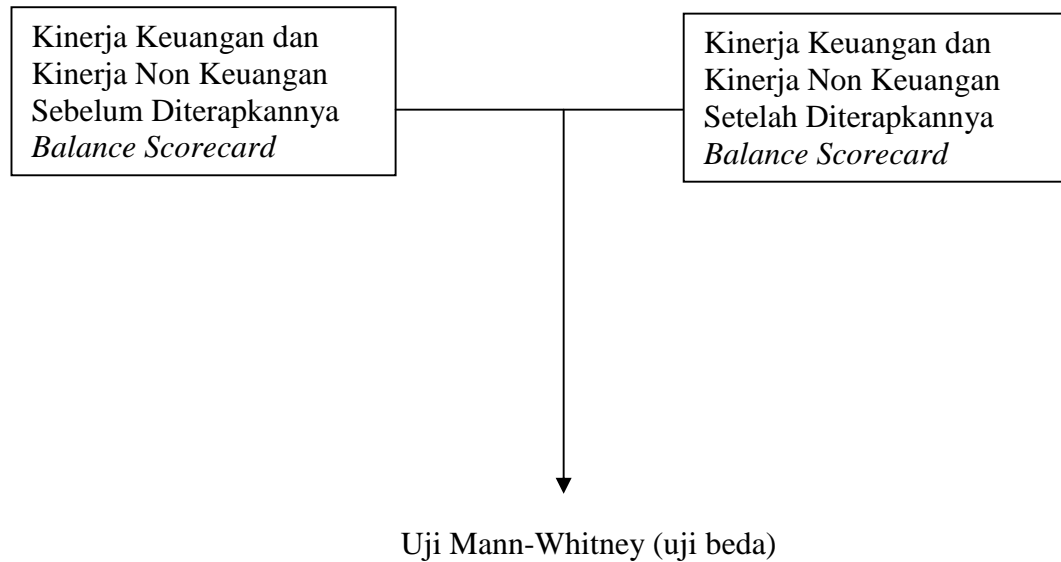 Kinerja Keuangan dan
Kinerja Non Keuangan
Sebelum Diterapkannya
Balance Scorecard
Kinerja Keuangan dan
Kinerja Non Keuangan
Setelah Diterapkannya
Balance Scorecard
Uji Mann-Whitney (uji beda)